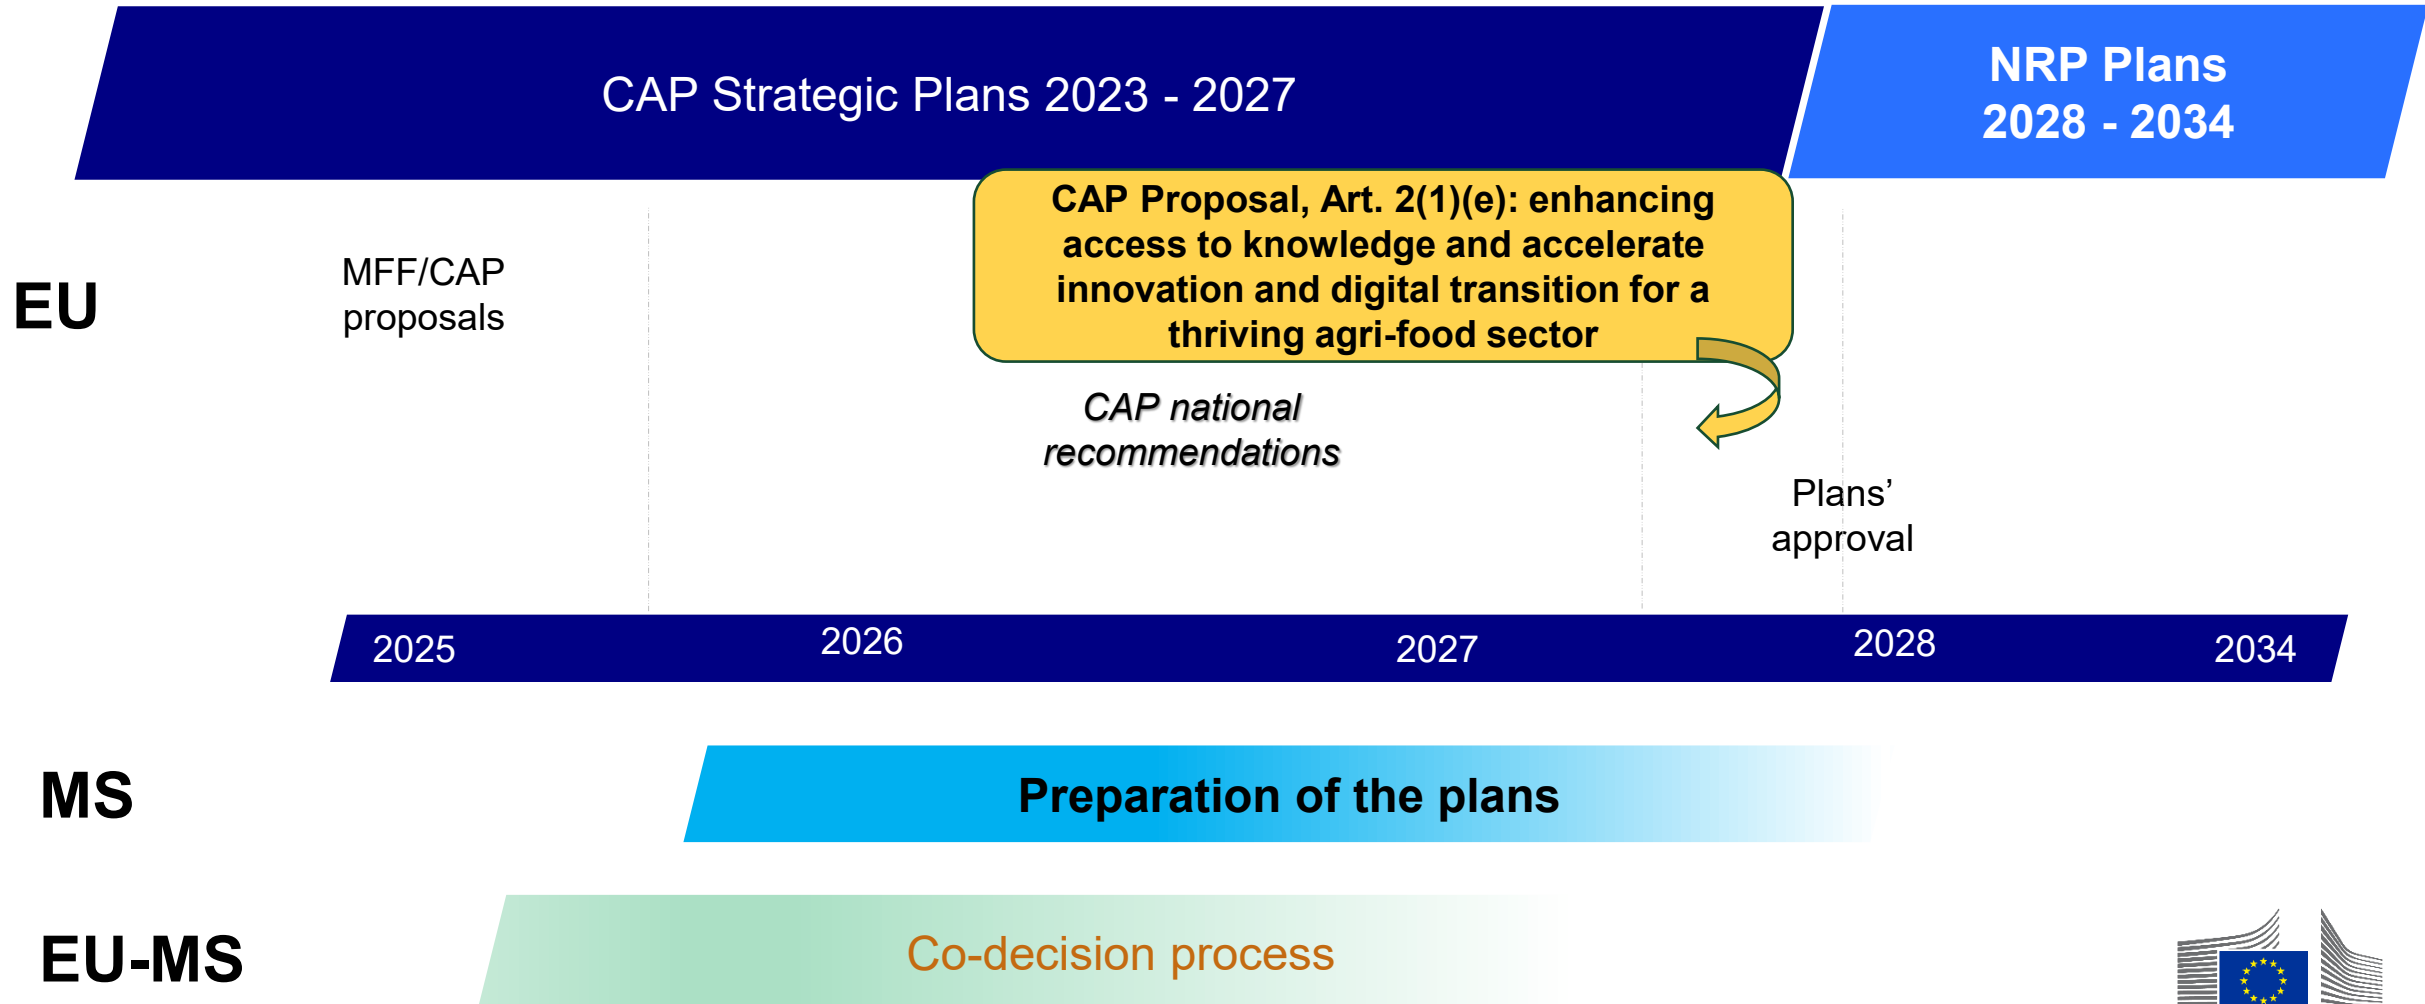 CAP Strategic Plans 2023 - 2027
NRP Plans
2028 - 2034
CAP Proposal, Art. 2(1)(e): enhancing
access to knowledge and accelerate
innovation and digital transition for a
thriving agri-food sector
EU
MFF/CAP
proposals
CAP national
recommendations
Plans’
approval
2025
2026
2027
2028
2034
MS
Preparation of the plans
EU-MS
Co-decision process